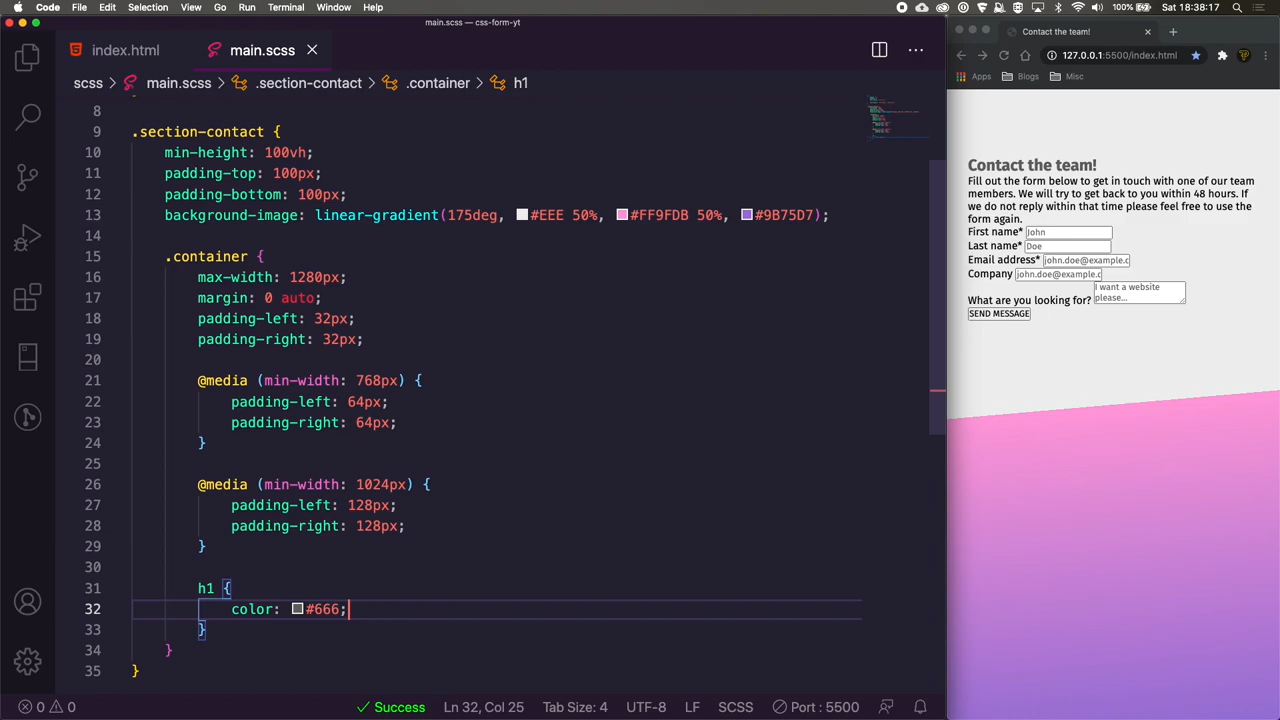 Code File Edit Selection View Go Run Terminal Window Help
100% Sat 18:38:17
main.scss — css-form-yt
index.html main.scss
scss > main.scss > .section-contact > .container > h1
8
9 .section-contact {
10 min-height: 100vh;
11 padding-top: 100px;
12 padding-bottom: 100px;
13 background-image: linear-gradient(175deg, #EEE 50%, #FF9FDB 50%, #9B75D7);
14
15 .container {
16 max-width: 1280px;
17 margin: 0 auto;
18 padding-left: 32px;
19 padding-right: 32px;
20
21 @media (min-width: 768px) {
22 padding-left: 64px;
23 padding-right: 64px;
24 }
25
26 @media (min-width: 1024px) {
27 padding-left: 128px;
28 padding-right: 128px;
29 }
30
31 h1 {
32 color: #666;
33 }
34 }
35 }
0 0 Success Ln 32, Col 25 Tab Size: 4 UTF-8 LF SCSS Port : 5500
Contact the team!
127.0.0.1:5500/index.html
Apps Blogs Misc
Contact the team!
Fill out the form below to get in touch with one of our team
members. We will try to get back to you within 48 hours. If
we do not reply within that time please feel free to use the
form again.
First name* John
Last name* Doe
Email address* john.doe@example.c
Company john.doe@example.c
What are you looking for? I want a website
please...
SEND MESSAGE